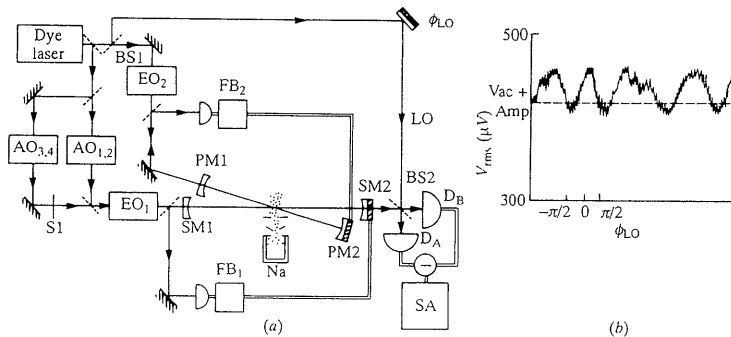 Dye
laser
BS1
EO2
FB2
ϕLO
LO
AO3,4
AO1,2
PM1
S1
EO1
SM1
SM2
BS2
DB
DA
PM2
Na
FB1
SA
(a)
500
Vac +
Amp
Vrms, (μV)
300
−π/2 0 π/2
ϕLO
(b)